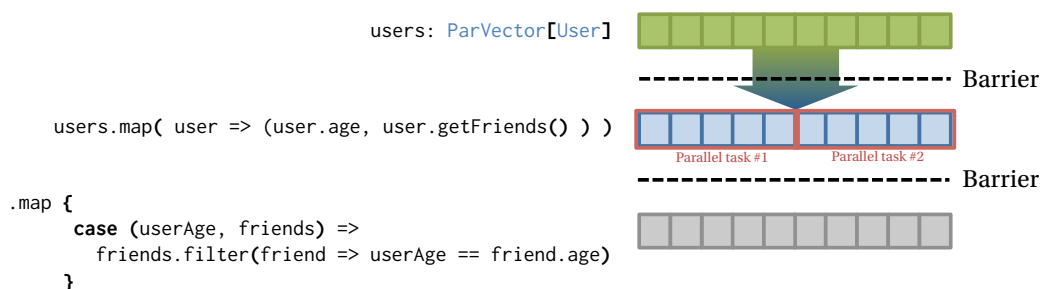 users: ParVector[User]
Barrier
users.map( user => (user.age, user.getFriends() ) )
Parallel task #1 Parallel task #2
Barrier
.map {
case (userAge, friends) =>
friends.filter(friend => userAge == friend.age)
}